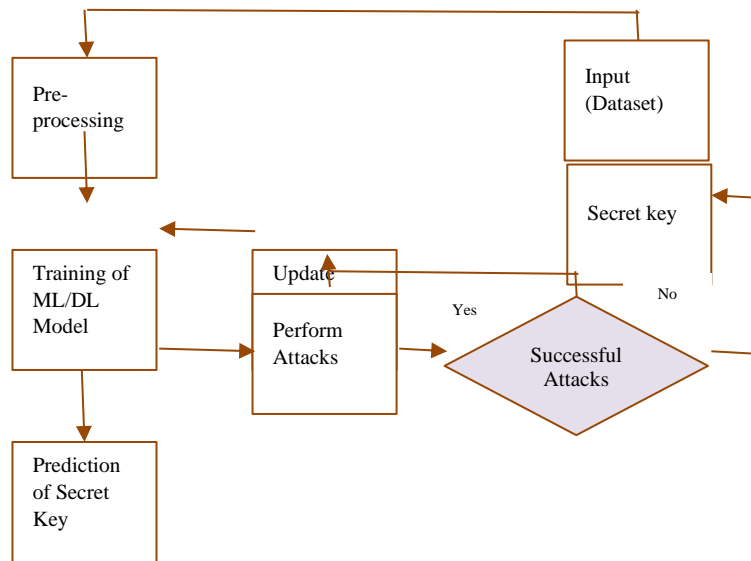 Pre-
processing
Input
(Dataset)
Secret key
Training of
ML/DL
Model
Update
Perform
Attacks
Yes
No
Successful
Attacks
Prediction
of Secret
Key